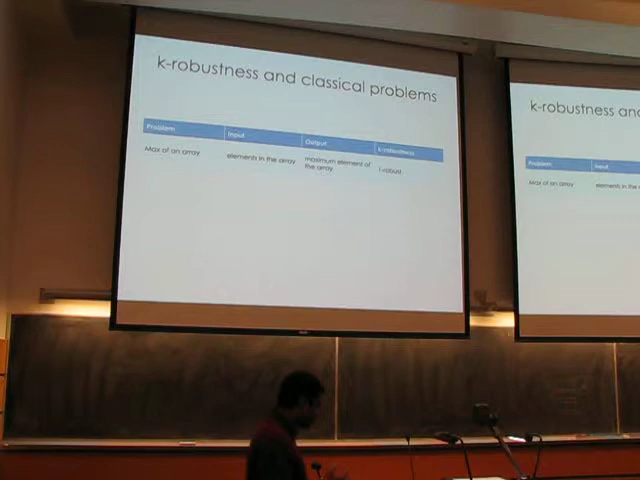 k-robustness and classical problems
Problem Input Output k-robustness
Max of an array elements in the array maximum element of the array 1-robust
k-robustness and
Problem Input
Max of an array elements in the